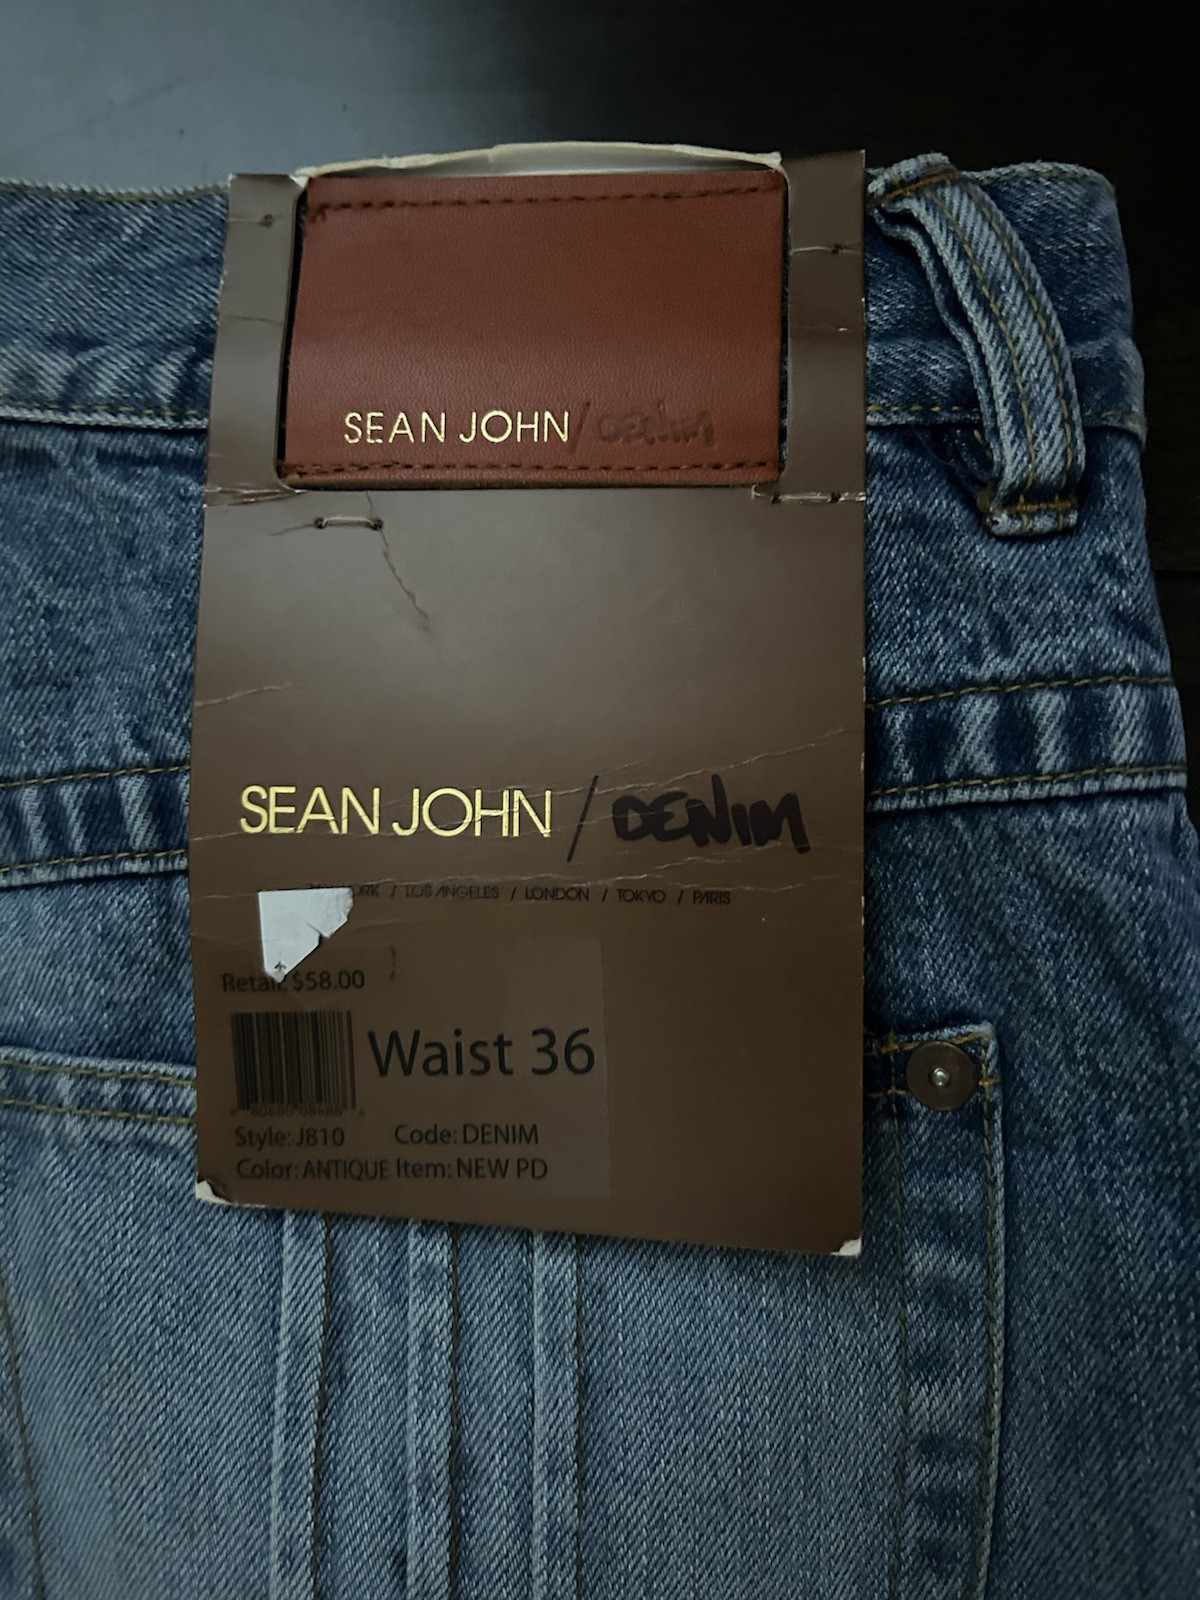 SEAN JOHN / DENIM
SEAN JOHN / DENIM
/ LOS ANGELES / LONDON / TOKYO / PARIS
Retail: $58.00
Waist 36
Style: J810 Code: DENIM
Color: ANTIQUE Item: NEW PD